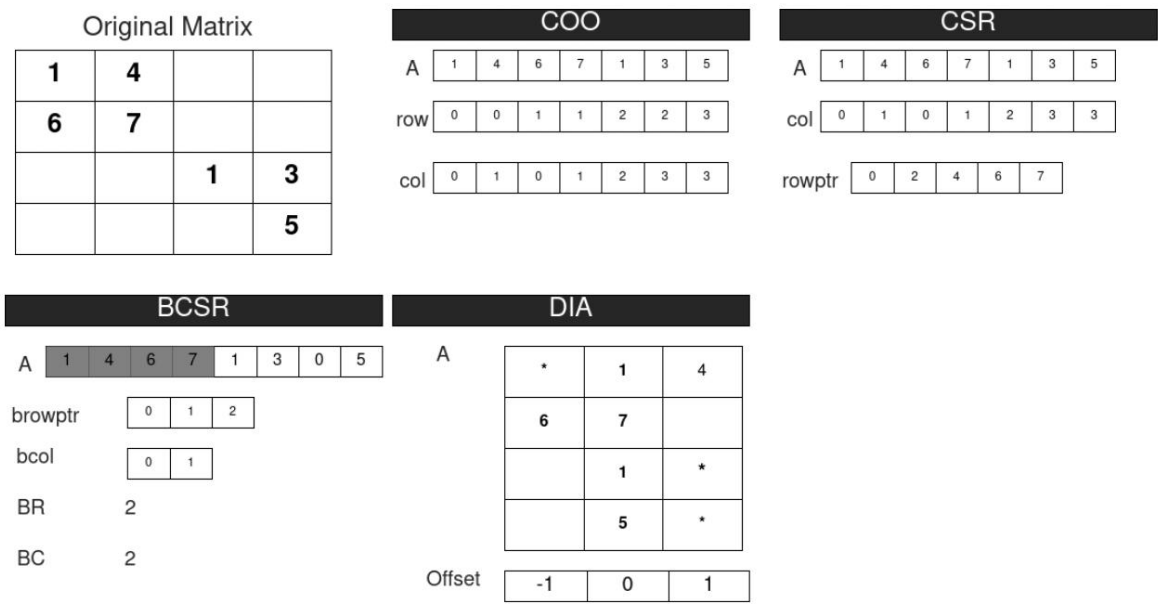 Original Matrix
1 4
6 7
1 3
5
COO
A 1 4 6 7 1 3 5
row 0 0 1 1 2 2 3
col 0 1 0 1 2 3 3
CSR
A 1 4 6 7 1 3 5
col 0 1 0 1 2 3 3
rowptr 0 2 4 6 7
BCSR
A 1 4 6 7 1 3 0 5
browptr 0 1 2
bcol 0 1
BR 2
BC 2
DIA
A * 1 4
6 7
1 *
5 *
Offset -1 0 1